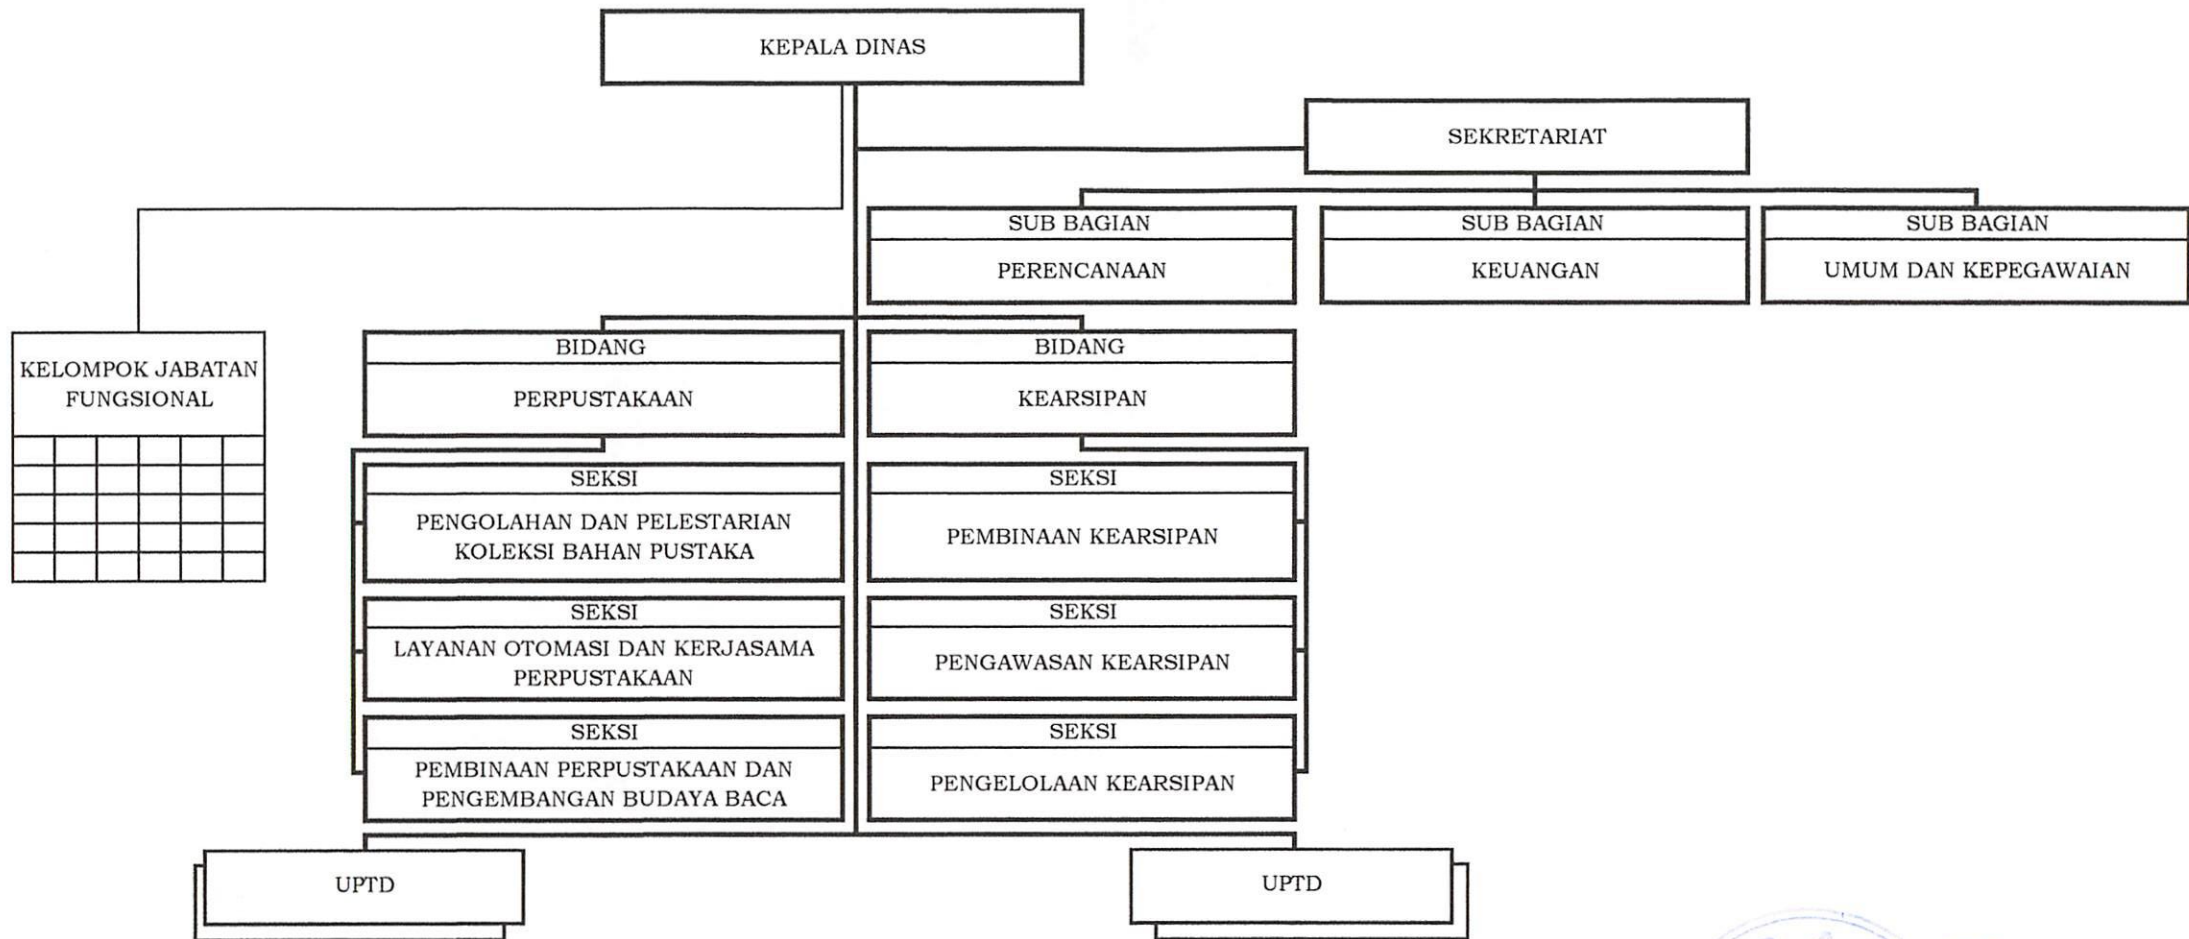 KEPALA DINAS
SEKRETARIAT
SUB BAGIAN
PERENCANAAN
SUB BAGIAN
KEUANGAN
SUB BAGIAN
UMUM DAN KEPEGAWAIAN
KELOMPOK JABATAN
FUNGSIONAL
BIDANG
PERPUSTAKAAN
BIDANG
KEARSIPAN
SEKSI
PENGOLAHAN DAN PELESTARIAN
KOLEKSI BAHAN PUSTAKA
SEKSI
PEMBINAAN KEARSIPAN
SEKSI
LAYANAN OTOMASI DAN KERJASAMA
PERPUSTAKAAN
SEKSI
PENGAWASAN KEARSIPAN
SEKSI
PEMBINAAN PERPUSTAKAAN DAN
PENGEMBANGAN BUDAYA BACA
SEKSI
PENGELOLAAN KEARSIPAN
UPTD
UPTD